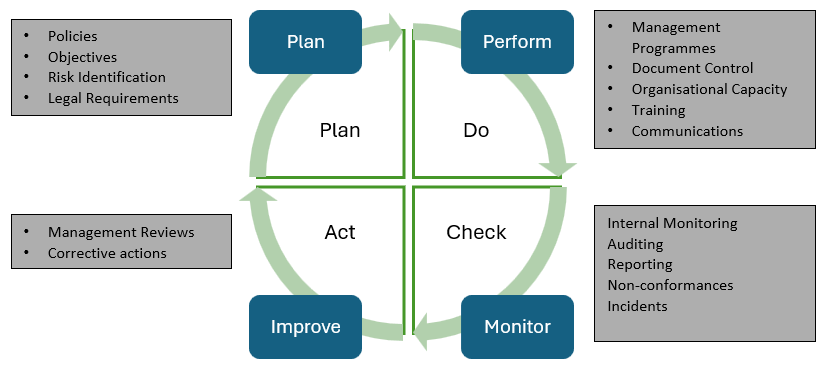 • Policies
• Objectives
• Risk Identification
• Legal Requirements
Plan
Perform
• Management
Programmes
• Document Control
• Organisational Capacity
• Training
• Communications
Plan
Do
• Management Reviews
• Corrective actions
Act
Check
Internal Monitoring
Auditing
Reporting
Non-conformances
Incidents
Improve
Monitor